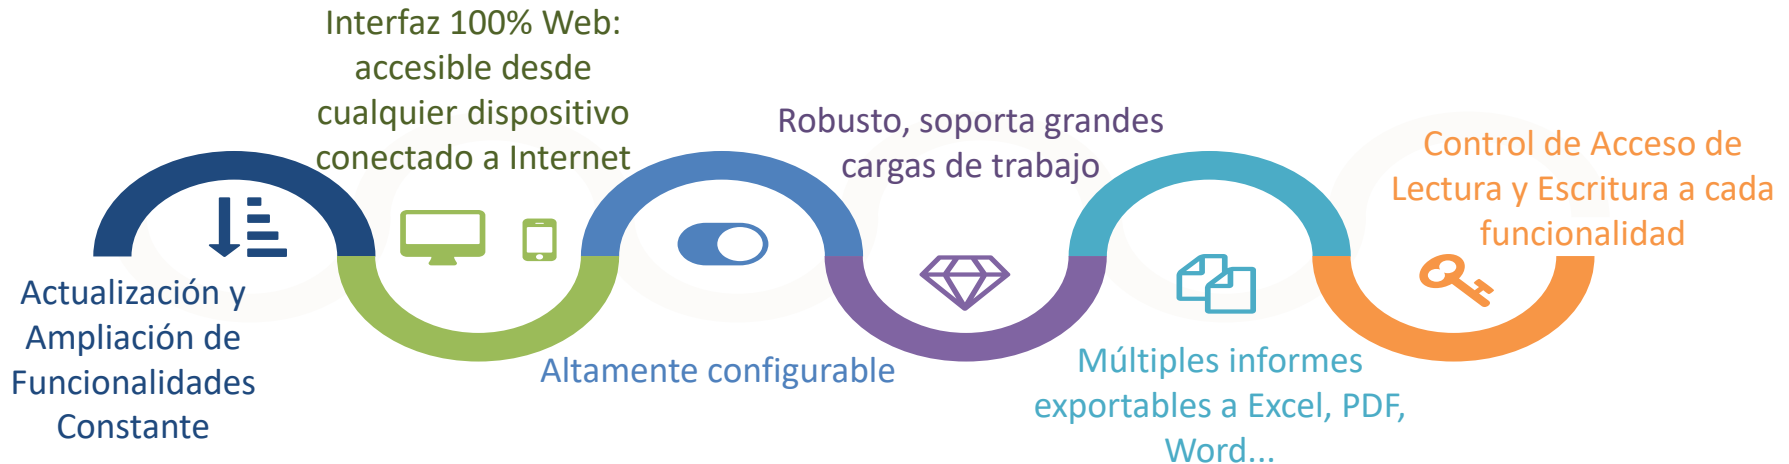 Actualización y
Ampliación de
Funcionalidades
Constante
Interfaz 100% Web:
accesible desde
cualquier dispositivo
conectado a Internet
Altamente configurable
Robusto, soporta grandes
cargas de trabajo
Múltiples informes
exportables a Excel, PDF,
Word...
Control de Acceso de
Lectura y Escritura a cada
funcionalidad